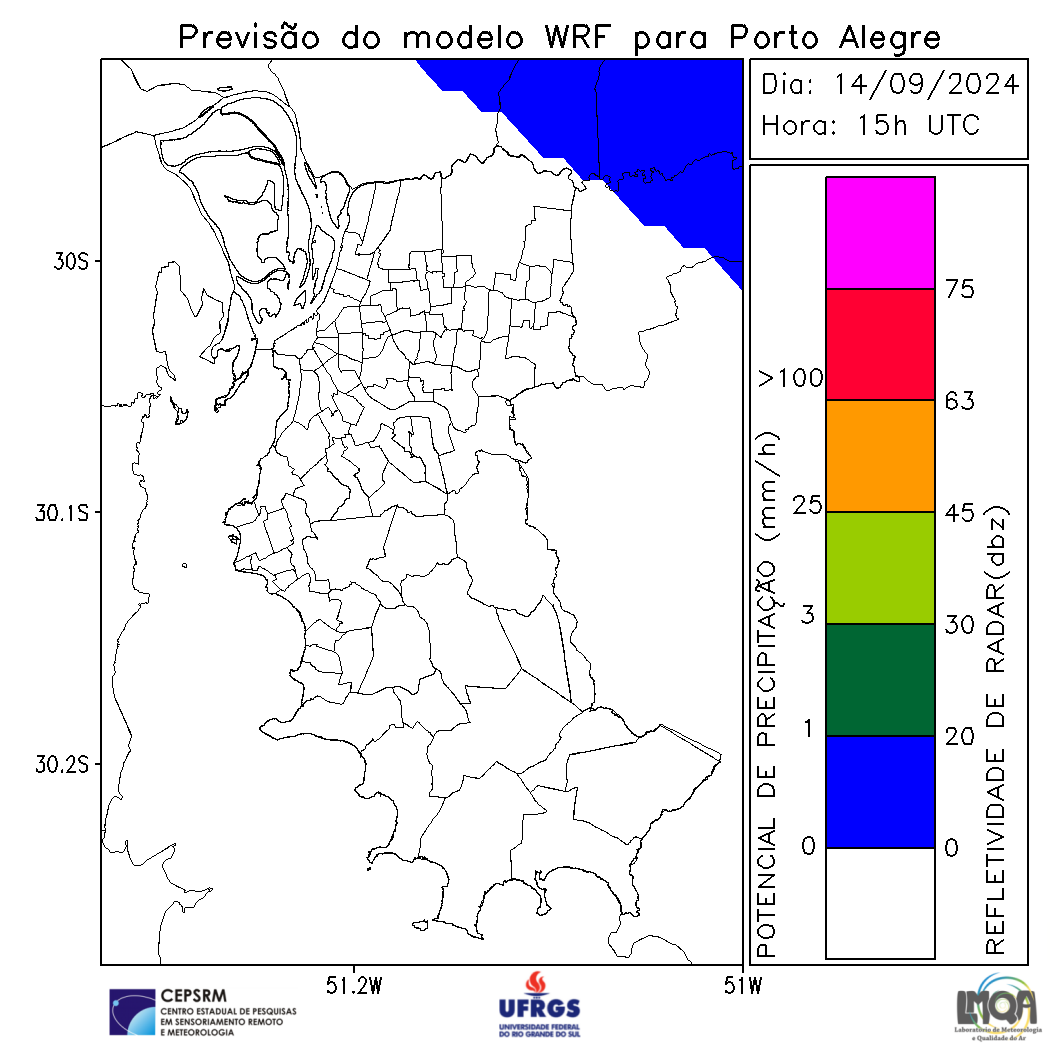 Previsão do modelo WRF para Porto Alegre
Dia: 14/09/2024
Hora: 15h UTC
30S
30.1S
30.2S
51.2W
51W
POTENCIAL DE PRECIPITAÇÃO (mm/h)
>100
25
3
1
0
75
63
45
30
20
0
REFLETIVIDADE DE RADAR(dbz)
CEPSRM
CENTRO ESTADUAL DE PESQUISAS
EM SENSORIAMENTO REMOTO
E METEOROLOGIA
UFRGS
UNIVERSIDADE FEDERAL
DO RIO GRANDE DO SUL
LMQA
Laboratório de Meteorologia
e Qualidade do Ar